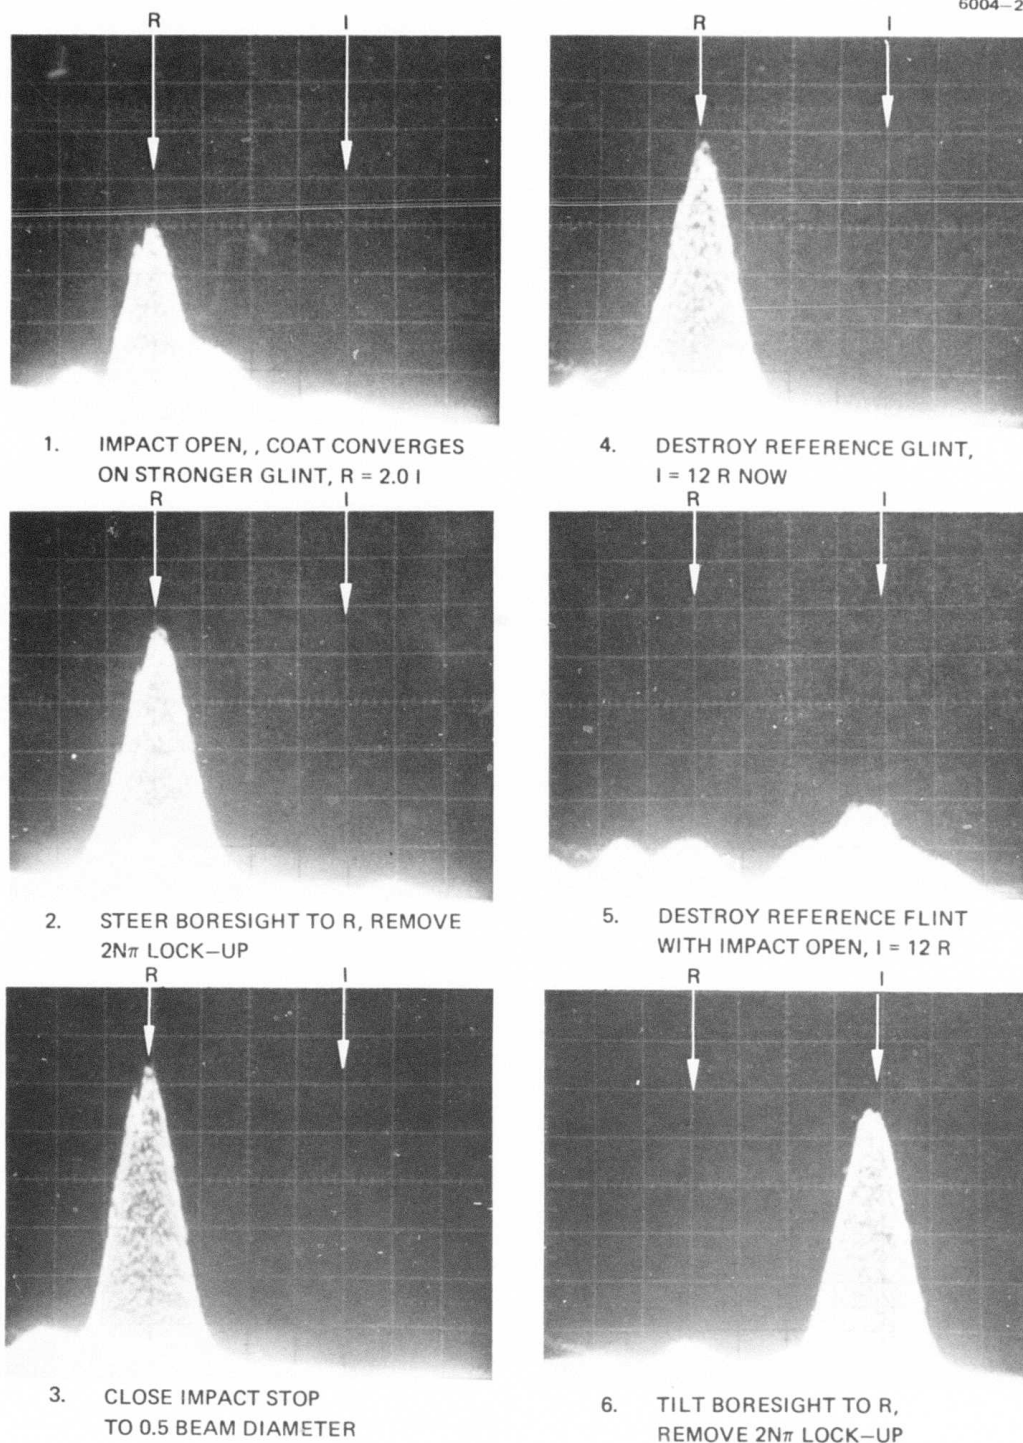 6004-2
R I
1. IMPACT OPEN, , COAT CONVERGES
ON STRONGER GLINT, R = 2.0 I
R I
4. DESTROY REFERENCE GLINT,
I = 12 R NOW
R I
2. STEER BORESIGHT TO R, REMOVE
2Nπ LOCK–UP
R I
5. DESTROY REFERENCE FLINT
WITH IMPACT OPEN, I = 12 R
R I
3. CLOSE IMPACT STOP
TO 0.5 BEAM DIAMETER
R I
6. TILT BORESIGHT TO R,
REMOVE 2Nπ LOCK–UP